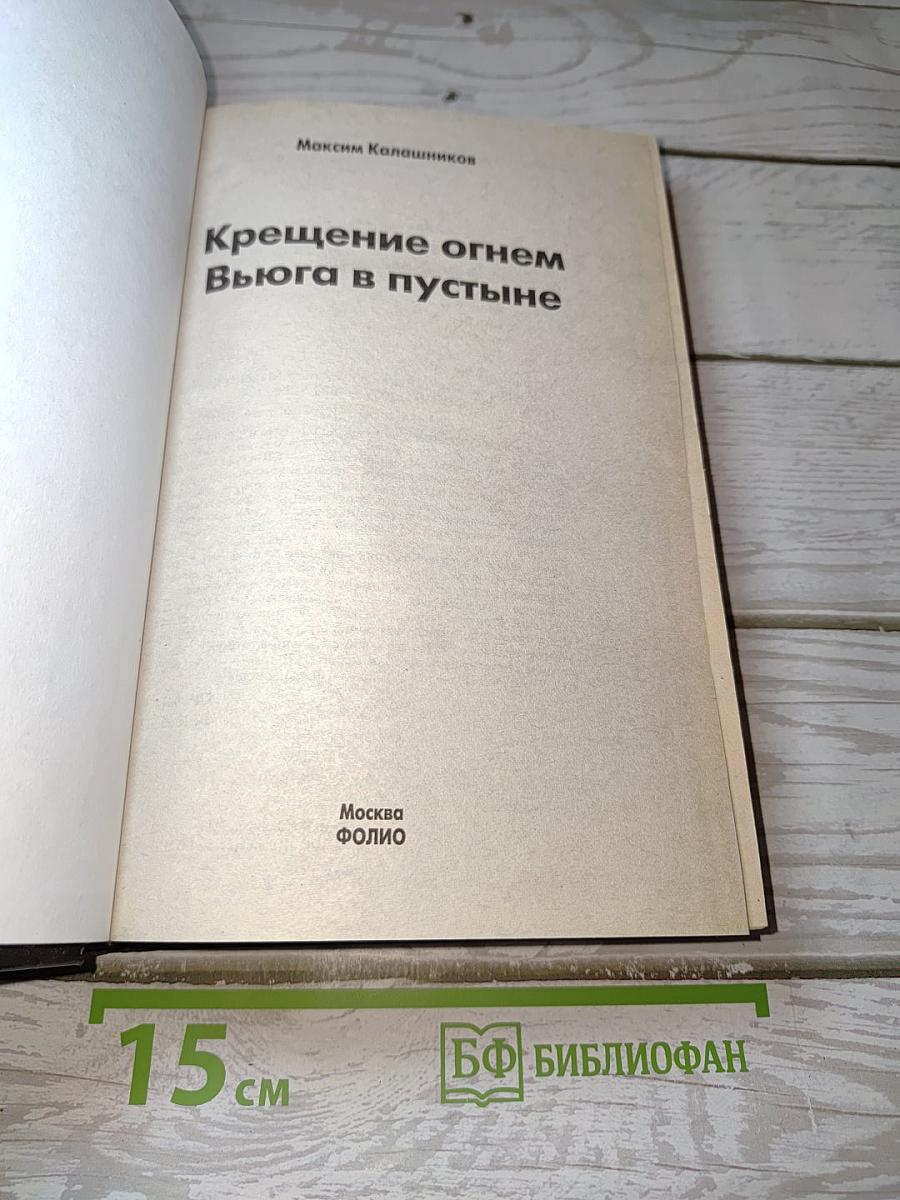 Максим Калашников
Крещение огнем
Вьюга в пустыне
Москва
ФОЛИО
15 см
БФ БИБЛИОФАН